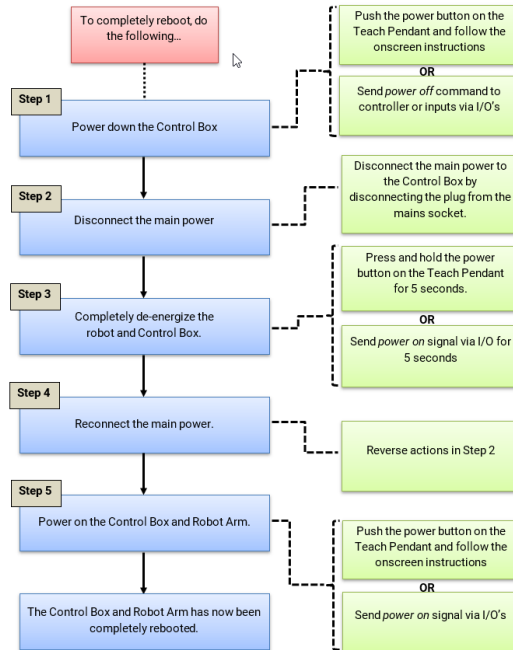 To completely reboot, do
the following...
Push the power button on the
Teach Pendant and follow the
onscreen instructions
OR
Send power off command to
controller or inputs via I/O's
Step 1
Power down the Control Box
Step 2
Disconnect the main power
Disconnect the main power to
the Control Box by
disconnecting the plug from the
mains socket.
Step 3
Completely de-energize the
robot and Control Box.
Press and hold the power
button on the Teach Pendant
for 5 seconds.
OR
Send power on signal via I/O for
5 seconds
Step 4
Reconnect the main power.
Reverse actions in Step 2
Step 5
Power on the Control Box and Robot Arm.
Push the power button on the
Teach Pendant and follow the
onscreen instructions
OR
Send power on signal via I/O's
The Control Box and Robot Arm has now been
completely rebooted.